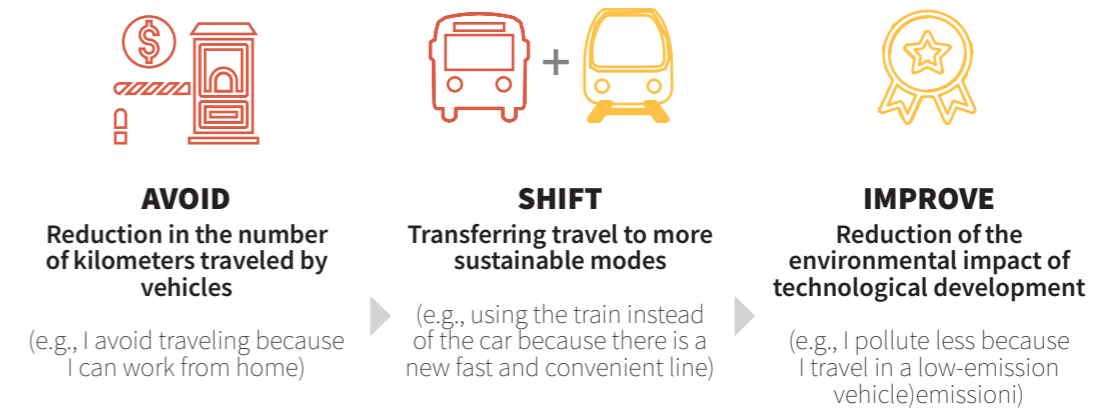 $
+
AVOID
Reduction in the number
of kilometers traveled by
vehicles
(e.g., I avoid traveling because
I can work from home)
SHIFT
Transferring travel to more
sustainable modes
(e.g., using the train instead
of the car because there is a
new fast and convenient line)
IMPROVE
Reduction of the
environmental impact of
technological development
(e.g., I pollute less because
I travel in a low-emission
vehicle)emissioni)